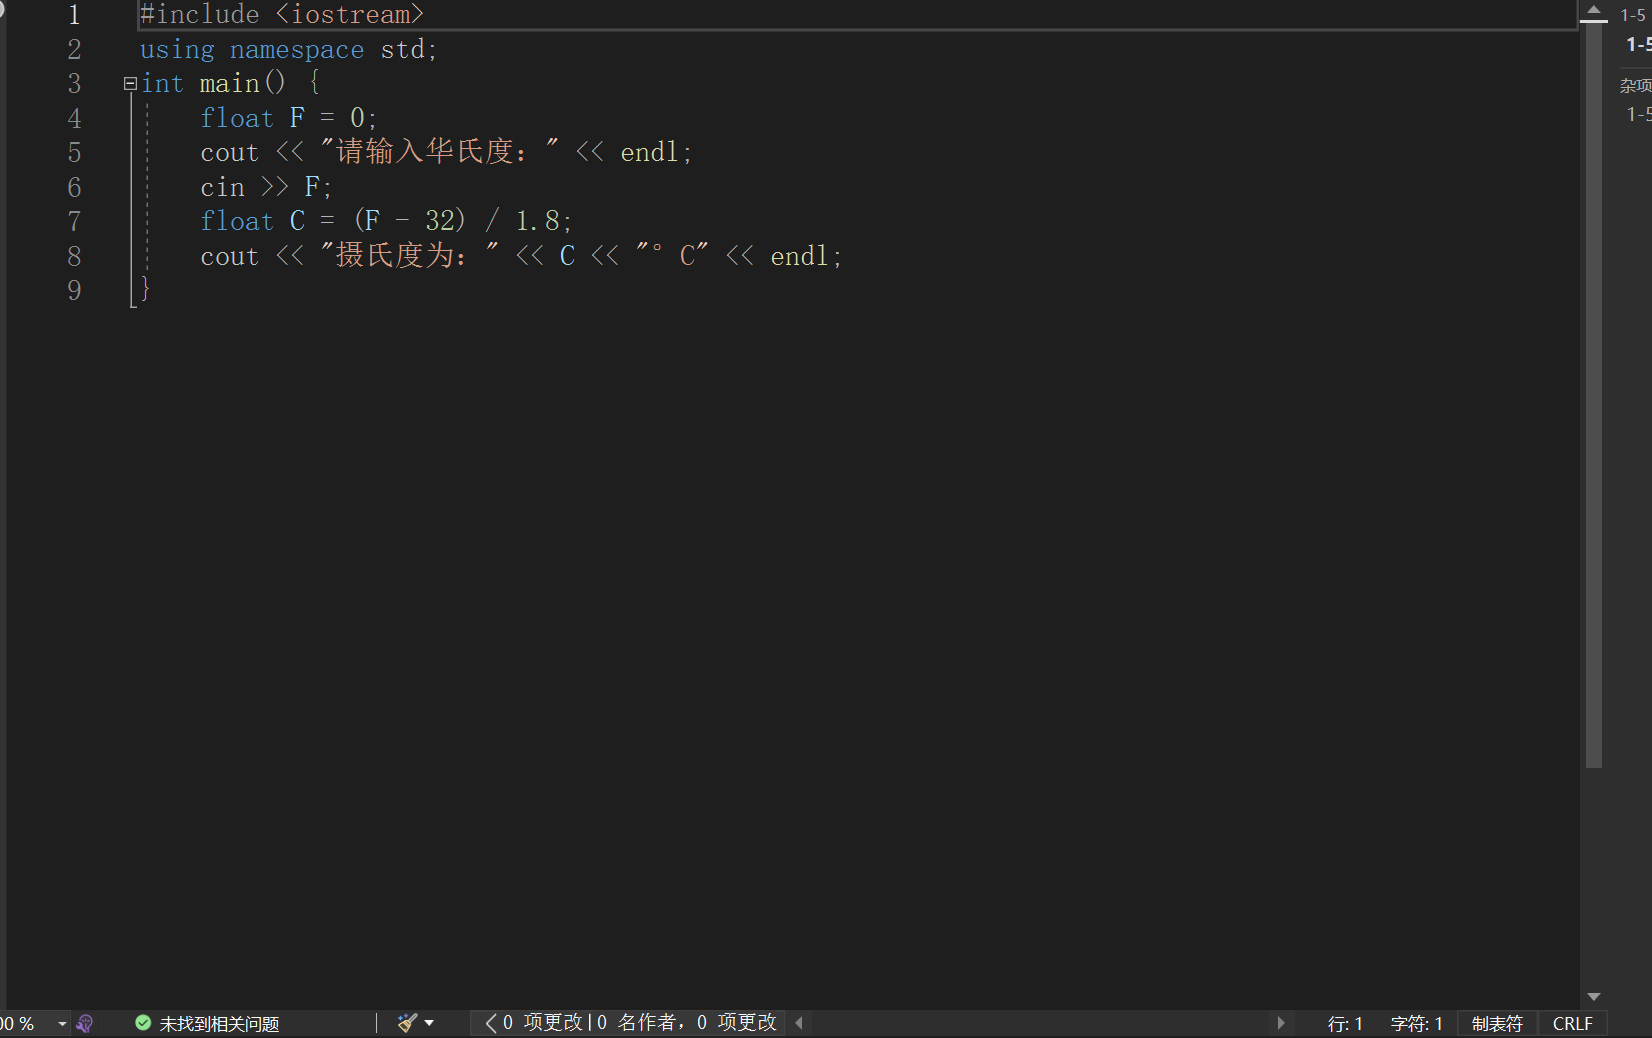 1 #include <iostream>
2 using namespace std;
3 int main() {
4 float F = 0;
5 cout << "请输入华氏度：" << endl;
6 cin >> F;
7 float C = (F - 32) / 1.8;
8 cout << "摄氏度为：" << C << "°C" << endl;
9 }
1-5
1-5
杂项
1-5
00 % 未找到相关问题 0 项更改|0 名作者，0 项更改 行: 1 字符: 1 制表符 CRLF